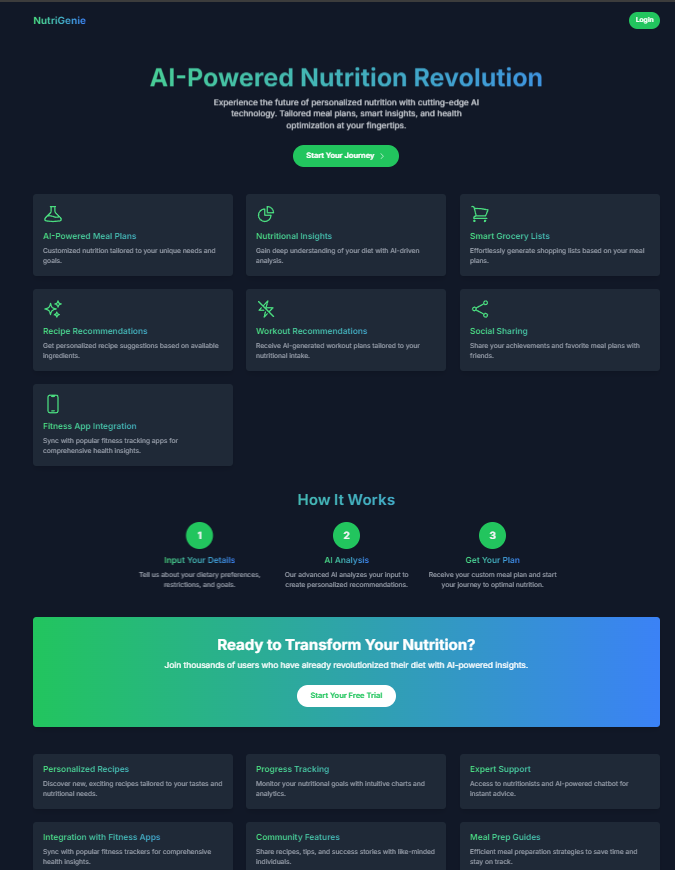 NutriGenie
Login
AI-Powered Nutrition Revolution
Experience the future of personalized nutrition with cutting-edge AI
technology. Tailored meal plans, smart insights, and health
optimization at your fingertips.
Start Your Journey
AI-Powered Meal Plans
Customized nutrition tailored to your unique needs and
goals.
Nutritional Insights
Gain deep understanding of your diet with AI-driven
analysis.
Smart Grocery Lists
Effortlessly generate shopping lists based on your meal
plans.
Recipe Recommendations
Get personalized recipe suggestions based on available
ingredients.
Workout Recommendations
Receive AI-generated workout plans tailored to your
nutritional intake.
Social Sharing
Share your achievements and favorite meal plans with
friends.
Fitness App Integration
Sync with popular fitness tracking apps for
comprehensive health insights.
How It Works
1
Input Your Details
Tell us about your dietary preferences,
restrictions, and goals.
2
AI Analysis
Our advanced AI analyzes your input to
create personalized recommendations.
3
Get Your Plan
Receive your custom meal plan and start
your journey to optimal nutrition.
Ready to Transform Your Nutrition?
Join thousands of users who have already revolutionized their diet with AI-powered insights.
Start Your Free Trial
Personalized Recipes
Discover new, exciting recipes tailored to your tastes and
nutritional needs.
Progress Tracking
Monitor your nutritional goals with intuitive charts and
analytics.
Expert Support
Access to nutritionists and AI-powered chatbot for
instant advice.
Integration with Fitness Apps
Sync with popular fitness trackers for comprehensive
health insights.
Community Features
Share recipes, tips, and success stories with like-minded
individuals.
Meal Prep Guides
Efficient meal preparation strategies to save time and
stay on track.